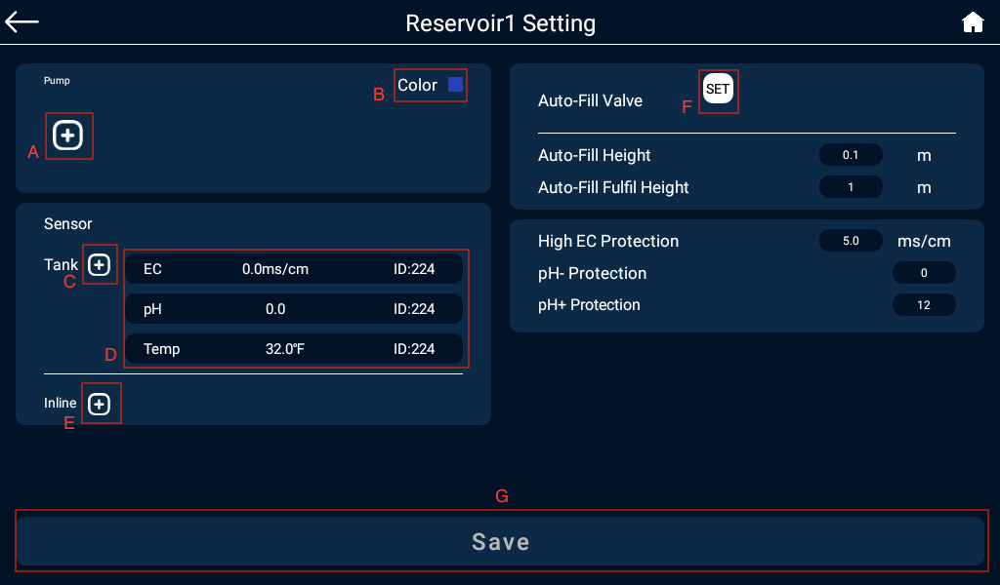 Reservoir1 Setting
Pump
B
Color
A
Sensor
Tank
C
EC 0.0ms/cm ID:224
pH 0.0 ID:224
Temp 32.0℉ ID:224
D
Inline
E
Auto-Fill Valve
F
SET
Auto-Fill Height 0.1 m
Auto-Fill Fulfil Height 1 m
High EC Protection 5.0 ms/cm
pH- Protection 0
pH+ Protection 12
G
Save